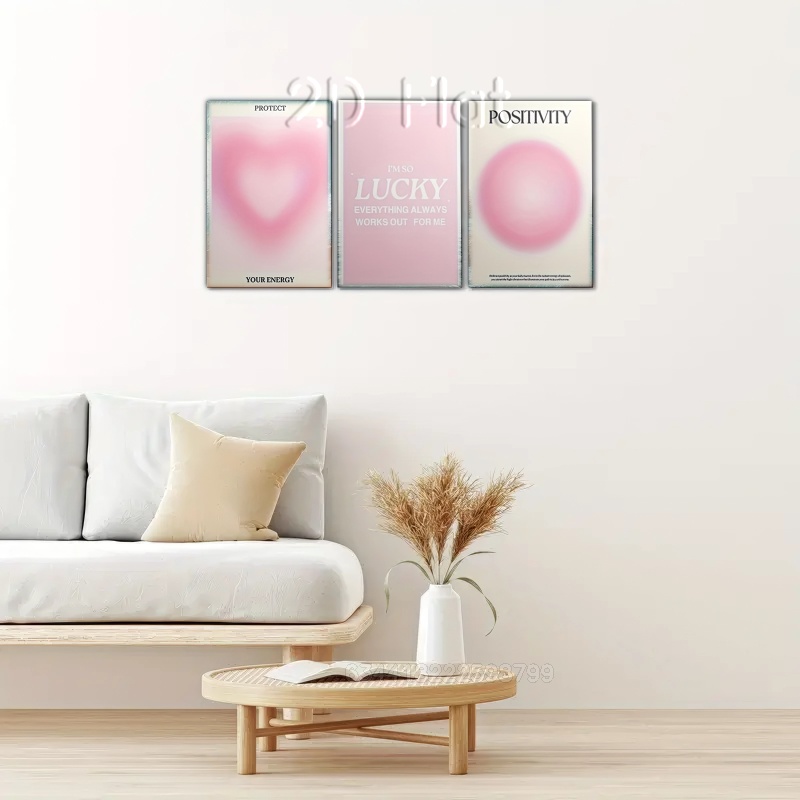 2D Flat
PROTECT
YOUR ENERGY
I'M SO
LUCKY
EVERYTHING ALWAYS
WORKS OUT FOR ME
POSITIVITY